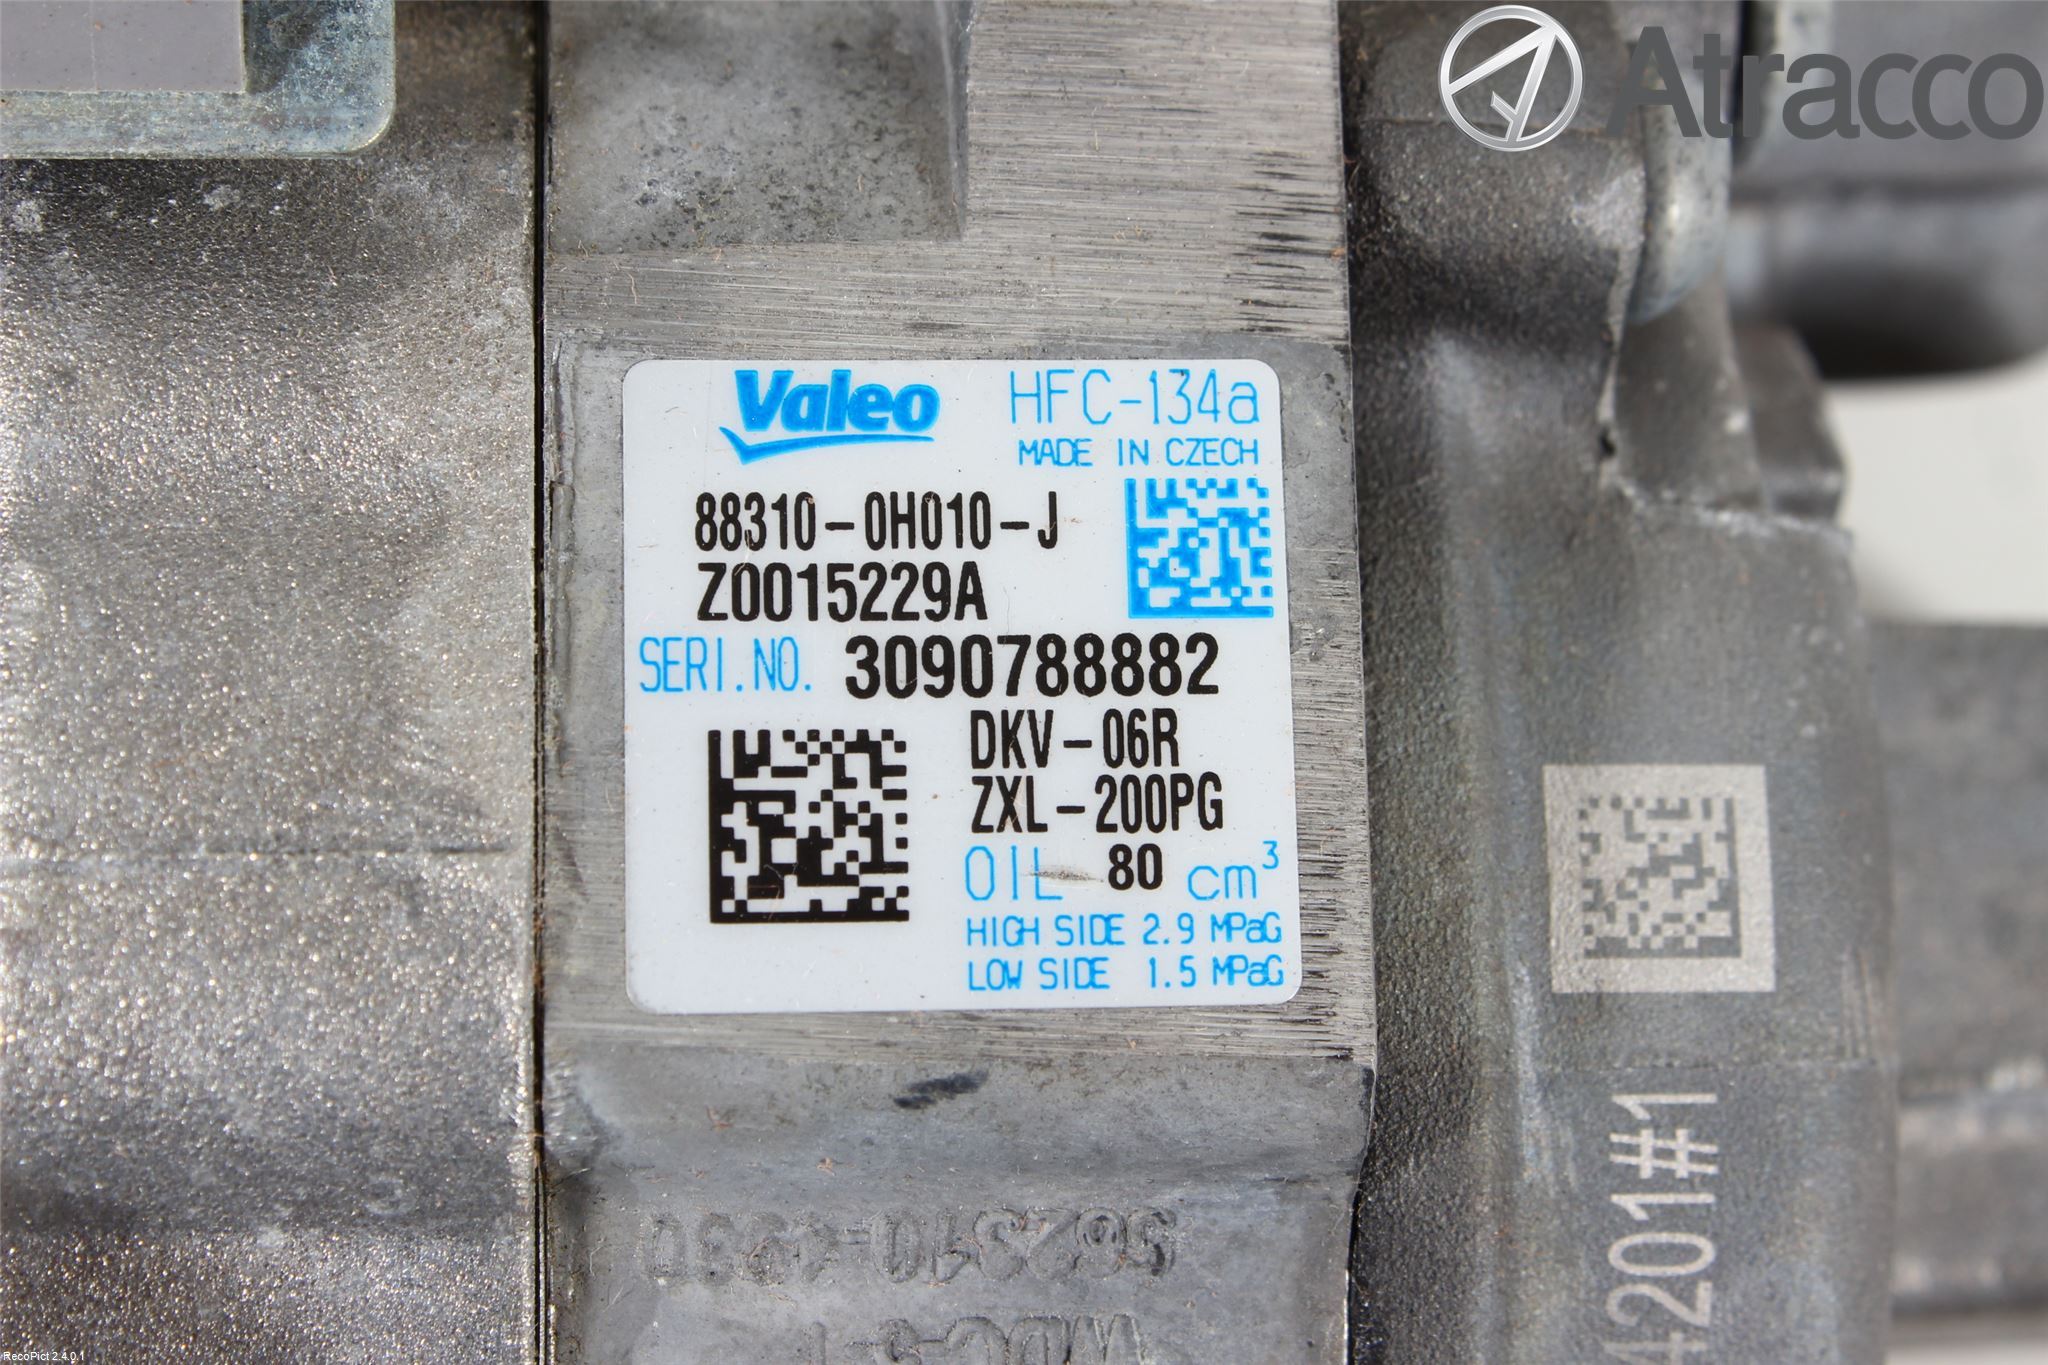 Atracco
Valeo HFC-134a
MADE IN CZECH
88310-0H010-J
Z0015229A
SERI.NO. 3090788882
DKV-06R
ZXL-200PG
OIL 80 cm³
HIGH SIDE 2.9 MPaG
LOW SIDE 1.5 MPaG
4201#1
RecoPict 2.4.0.1